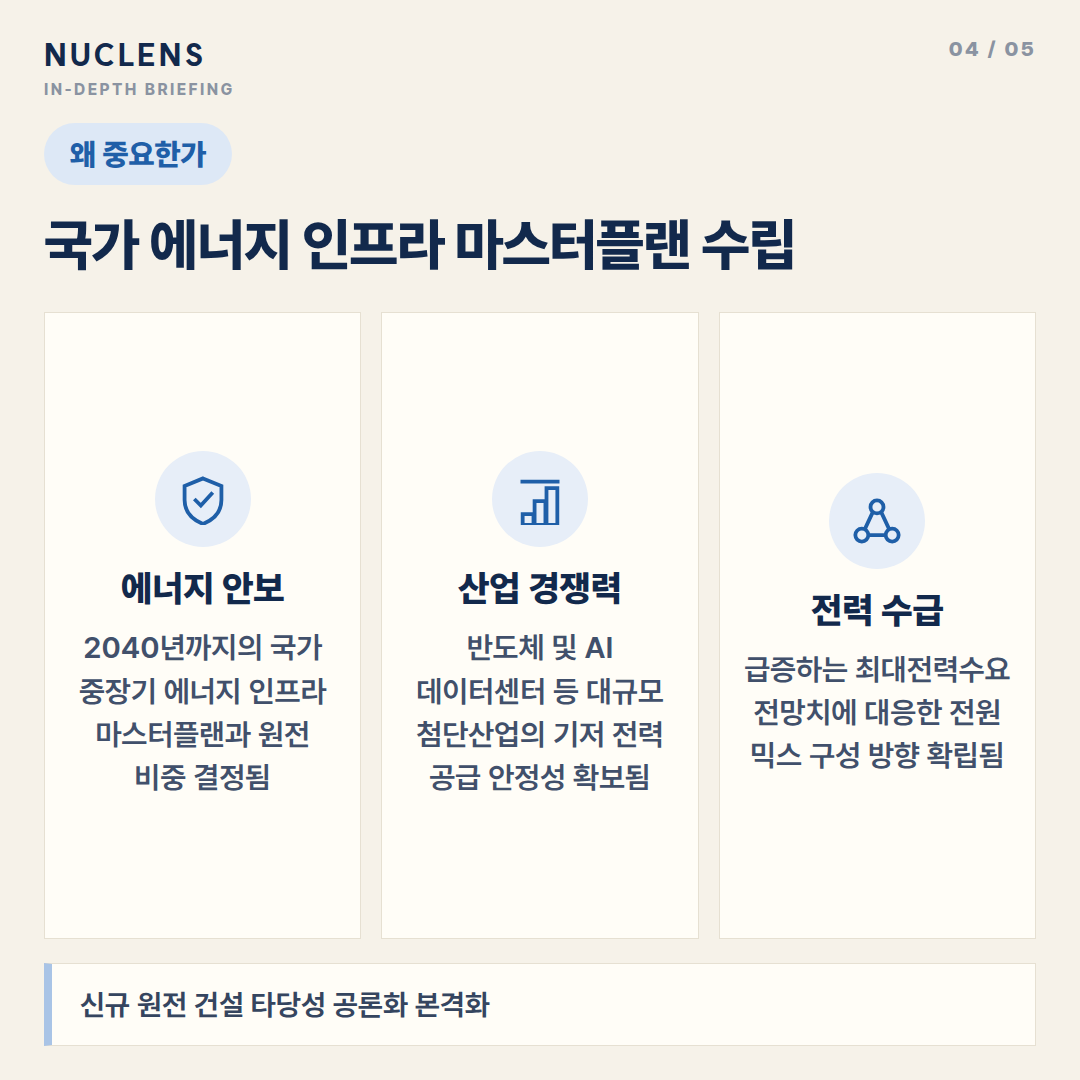 NUCLENS
04 / 05
IN-DEPTH BRIEFING
왜 중요한가
국가 에너지 인프라 마스터플랜 수립
에너지 안보
2040년까지의 국가
중장기 에너지 인프라
마스터플랜과 원전
비중 결정됨
산업 경쟁력
반도체 및 AI
데이터센터 등 대규모
첨단산업의 기저 전력
공급 안정성 확보됨
전력 수급
급증하는 최대전력수요
전망치에 대응한 전원
믹스 구성 방향 확립됨
신규 원전 건설 타당성 공론화 본격화